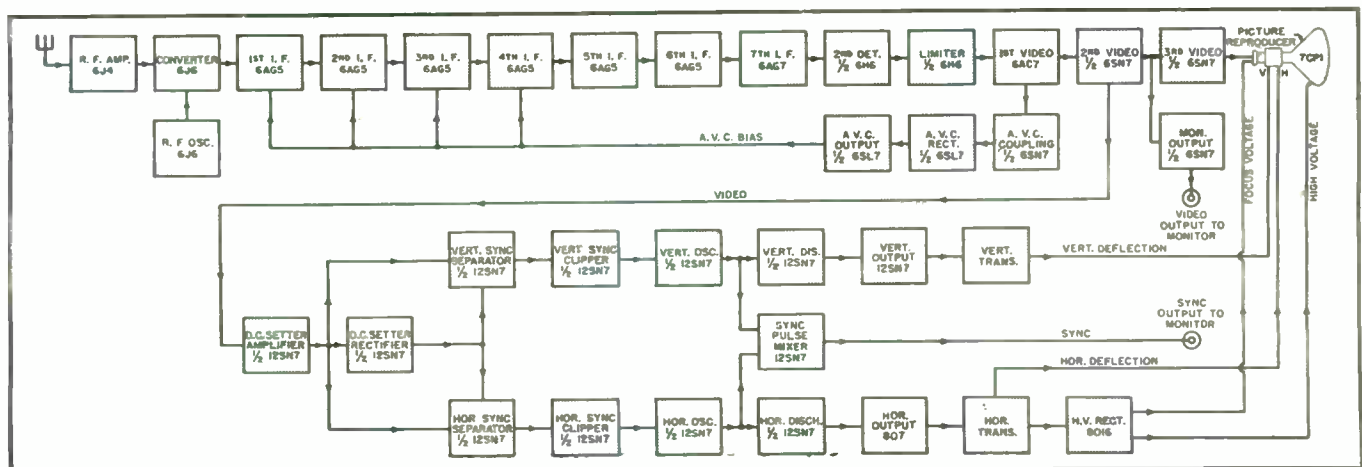 R. F. AMP.
6J4
CONVERTER
6J6
1ST I. F.
6AG5
2ND I. F.
6AG5
3RD I. F.
6AG5
4TH I. F.
6AG5
5TH I. F.
6AG5
6TH I. F.
6AG5
7TH I. F.
6AG7
2ND DET.
½ 6H6
LIMITER
½ 6H6
1ST VIDEO
6AC7
2ND VIDEO
½ 6SN7
3RD VIDEO
½ 6SN7
PICTURE
REPRODUCER
7CP1
V H
R. F OSC.
6J6
A.V.C. BIAS
A. V. C.
OUTPUT
½ 6SL7
A. V. C.
RECT.
½ 6SL7
A. V. C.
COUPLING
½ 6SN7
MON.
OUTPUT
½ 6SN7
FOCUS VOLTAGE
HIGH VOLTAGE
VIDEO
OUTPUT TO
MONITOR
VIDEO
VERT. SYNC
SEPARATOR
½ 12SN7
VERT SYNC
CLIPPER
½ 12SN7
VERT. OSC.
½ 12SN7
VERT. DIS.
½ 12SN7
VERT.
OUTPUT
12SN7
VERT.
TRANS.
VERT. DEFLECTION
D.C. SETTER
AMPLIFIER
½ 12SN7
D.C. SETTER
RECTIFIER
½ 12SN7
SYNC
PULSE
MIXER
12SN7
SYNC
SYNC
OUTPUT TO
MONITOR
HOR. DEFLECTION
HOR SYNC
SEPARATOR
½ 12SN7
HOR. SYNC
CLIPPER
½ 12SN7
HOR. OSC.
½ 12SN7
HOR. DISCH.
½ 12SN7
HOR.
OUTPUT
807
HOR.
TRANS.
H.V. RECT.
8016